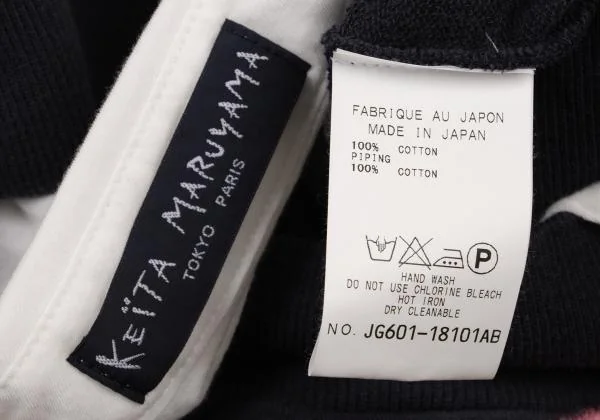 KEÏTA MARUYAMA
TOKYO PARIS
FABRIQUE AU JAPON
MADE IN JAPAN
100% COTTON
PIPING
100% COTTON
P
HAND WASH
DO NOT USE CHLORINE BLEACH
HOT IRON
DRY CLEANABLE
NO. JG601-18101AB